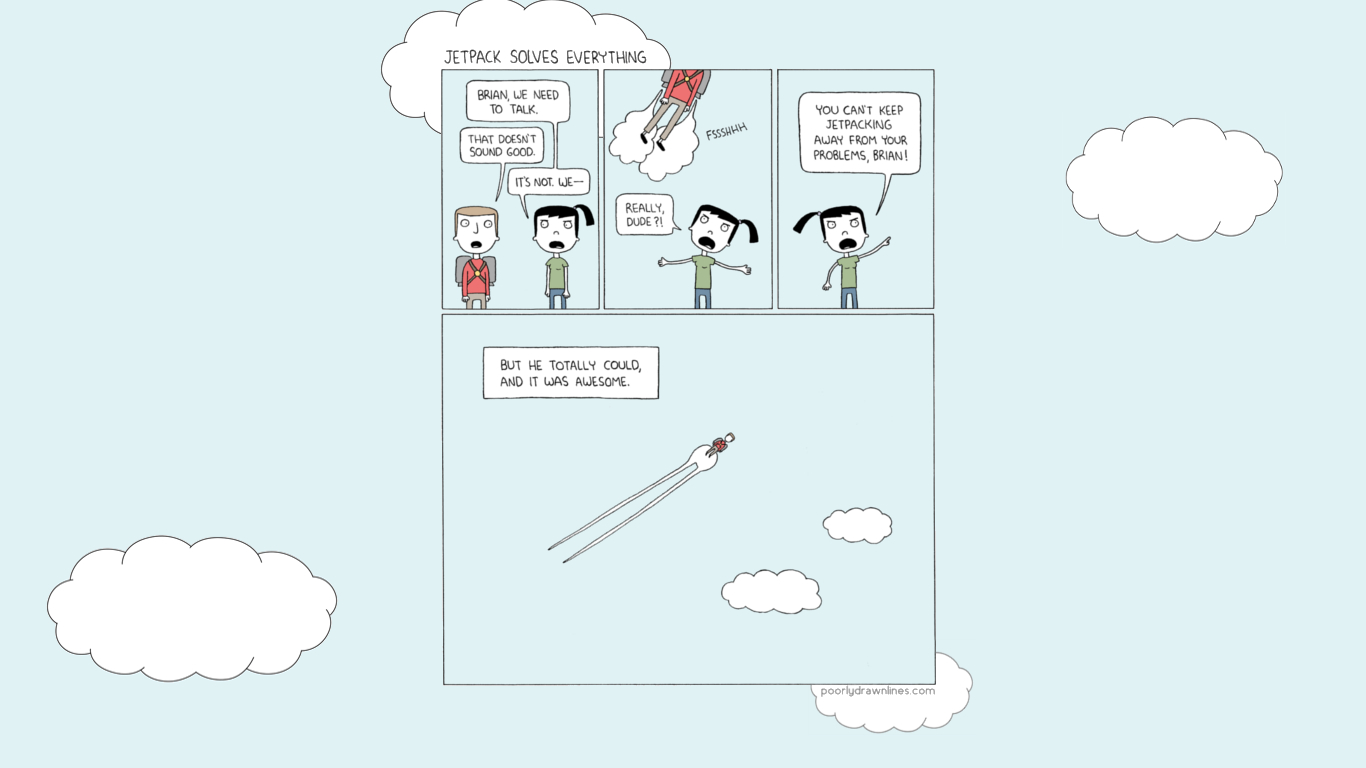 JETPACK SOLVES EVERYTHING
BRIAN, WE NEED
TO TALK.
THAT DOESN'T
SOUND GOOD.
IT'S NOT. WE—
FSSSHHH
REALLY,
DUDE?!
YOU CAN'T KEEP
JETPACKING
AWAY FROM YOUR
PROBLEMS, BRIAN!
BUT HE TOTALLY COULD,
AND IT WAS AWESOME.
poorlydrawnlines.com